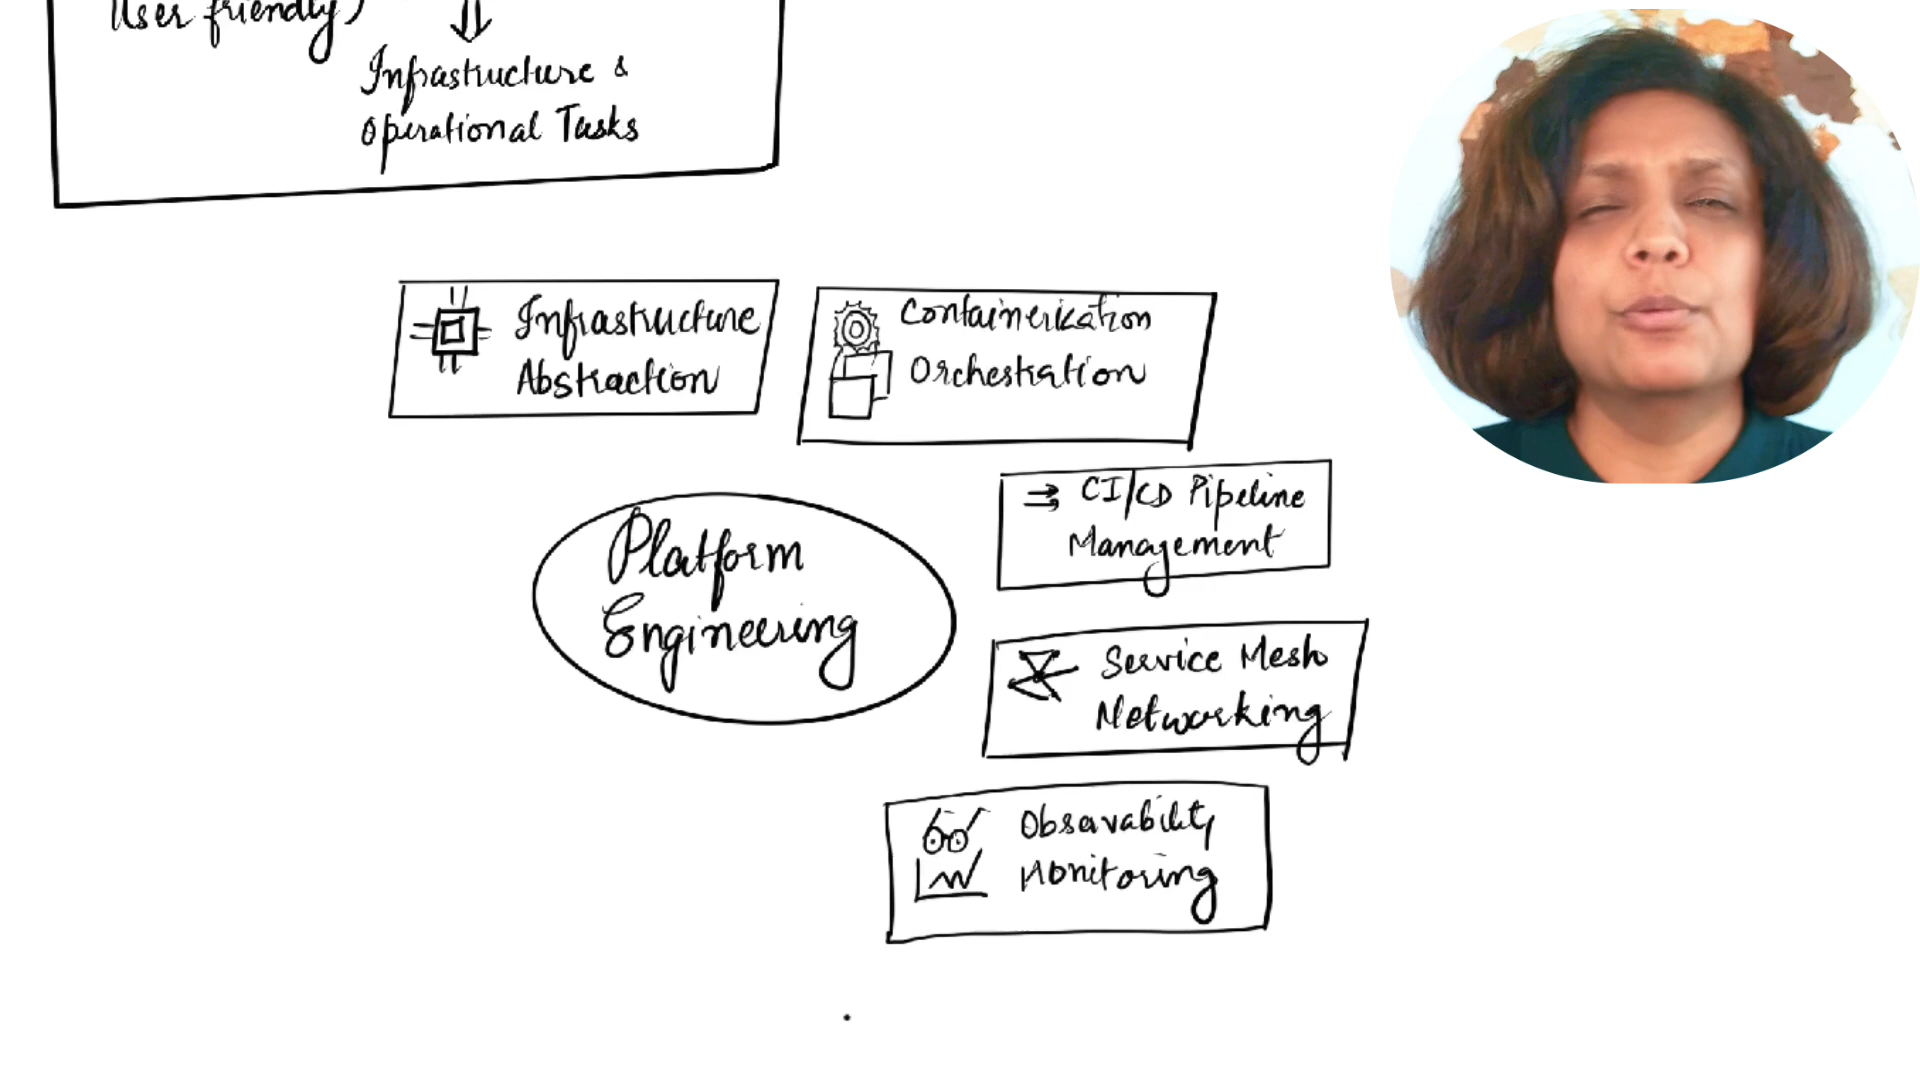 User friendly)
Infrastructure &
Operational Tasks
Infrastructure
Abstraction
Containerization
Orchestration
Platform
Engineering
CI/CD Pipeline
Management
Service Mesh
Networking
Observability
Monitoring